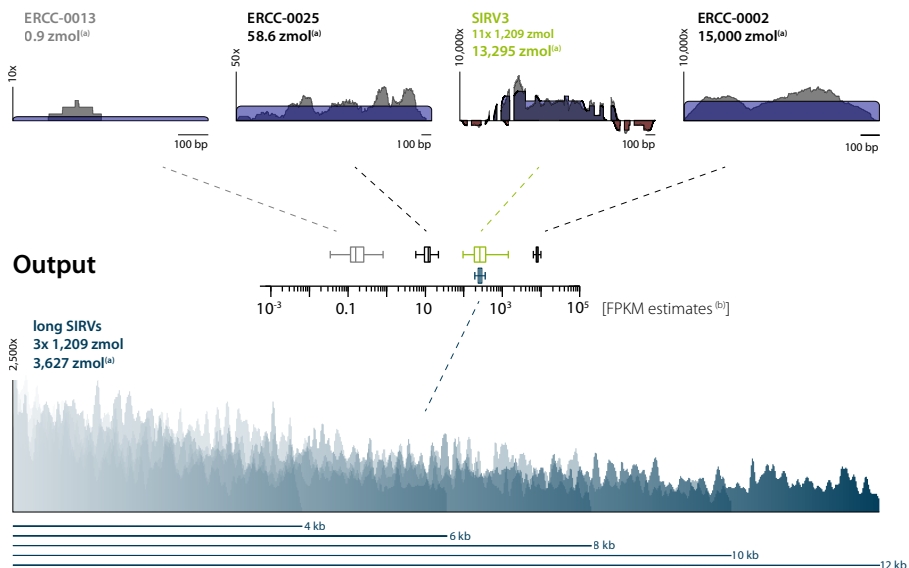 ERCC-0013
0.9 zmol(a)
10x
100 bp
ERCC-0025
58.6 zmol(a)
50x
100 bp
SIRV3
11x 1,209 zmol
13,295 zmol(a)
10,000x
100 bp
ERCC-0002
15,000 zmol(a)
10,000x
100 bp
Output
10-3 0.1 10 103 105 [FPKM estimates (b)]
long SIRVs
3x 1,209 zmol
3,627 zmol(a)
2,500x
4 kb
6 kb
8 kb
10 kb
12 kb